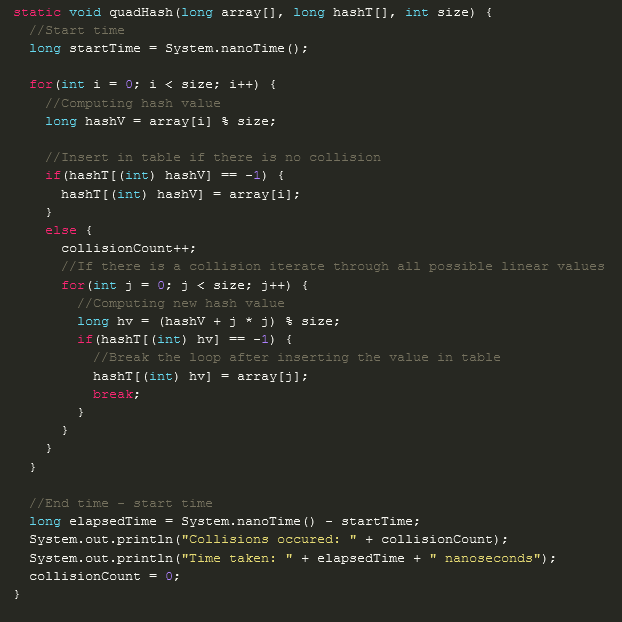 static void quadHash(long array[], long hashT[], int size) {
//Start time
long startTime = System.nanoTime();
for(int i = 0; i < size; i++) {
//Computing hash value
long hashV = array[i] % size;
//Insert in table if there is no collision
if(hashT[(int) hashV] == -1) {
hashT[(int) hashV] = array[i];
}
else {
collisionCount++;
//If there is a collision iterate through all possible linear values
for(int j = 0; j < size; j++) {
//Computing new hash value
long hv = (hashV + j * j) % size;
if(hashT[(int) hv] == -1) {
//Break the loop after inserting the value in table
hashT[(int) hv] = array[j];
break;
}
}
}
}
//End time - start time
long elapsedTime = System.nanoTime() - startTime;
System.out.println("Collisions occured: " + collisionCount);
System.out.println("Time taken: " + elapsedTime + " nanoseconds");
collisionCount = 0;
}